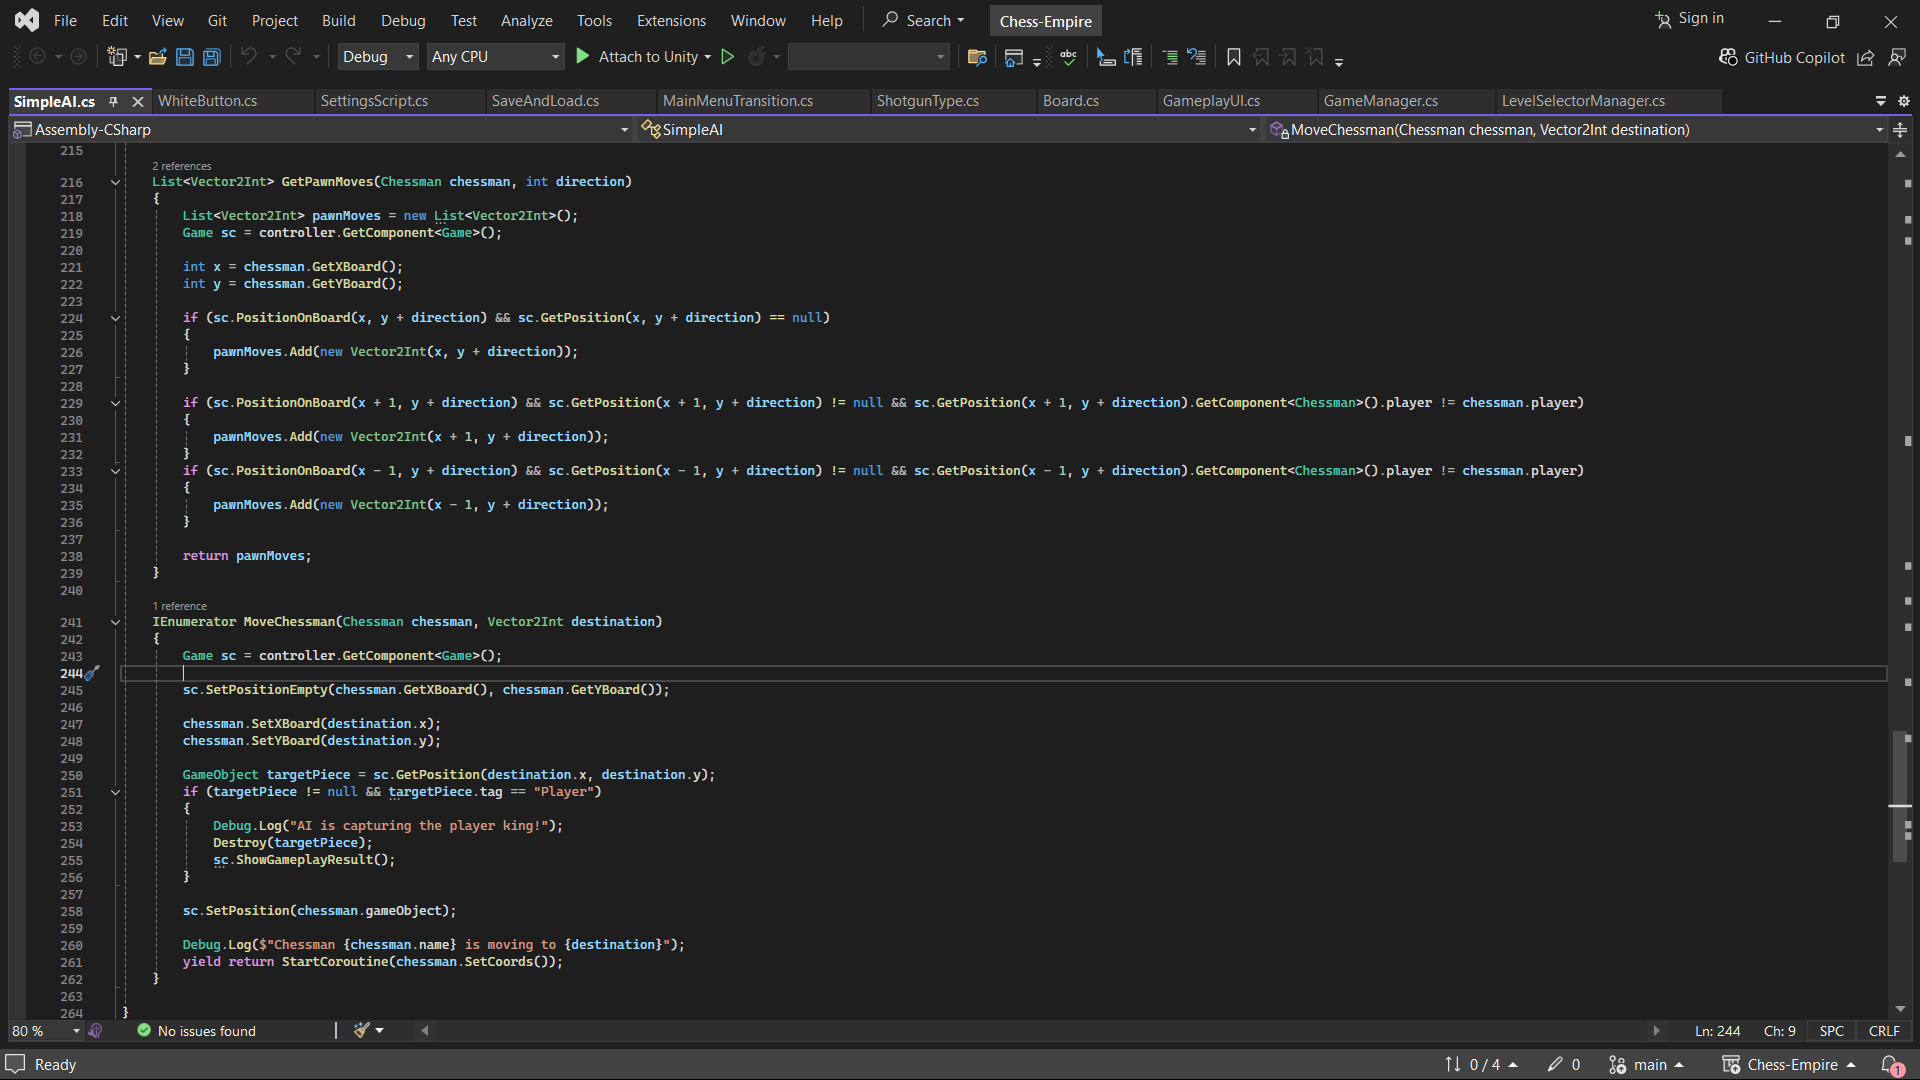 File Edit View Git Project Build Debug Test Analyze Tools Extensions Window Help Search Chess-Empire Sign in
Debug Any CPU Attach to Unity abc GitHub Copilot
SimpleAI.cs WhiteButton.cs SettingsScript.cs SaveAndLoad.cs MainMenuTransition.cs ShotgunType.cs Board.cs GameplayUI.cs GameManager.cs LevelSelectorManager.cs
Assembly-CSharp SimpleAI MoveChessman(Chessman chessman, Vector2Int destination)
215
2 references
216 List<Vector2Int> GetPawnMoves(Chessman chessman, int direction)
217 {
218 List<Vector2Int> pawnMoves = new List<Vector2Int>();
219 Game sc = controller.GetComponent<Game>();
220
221 int x = chessman.GetXBoard();
222 int y = chessman.GetYBoard();
223
224 if (sc.PositionOnBoard(x, y + direction) && sc.GetPosition(x, y + direction) == null)
225 {
226 pawnMoves.Add(new Vector2Int(x, y + direction));
227 }
228
229 if (sc.PositionOnBoard(x + 1, y + direction) && sc.GetPosition(x + 1, y + direction) != null && sc.GetPosition(x + 1, y + direction).GetComponent<Chessman>().player != chessman.player)
230 {
231 pawnMoves.Add(new Vector2Int(x + 1, y + direction));
232 }
233 if (sc.PositionOnBoard(x - 1, y + direction) && sc.GetPosition(x - 1, y + direction) != null && sc.GetPosition(x - 1, y + direction).GetComponent<Chessman>().player != chessman.player)
234 {
235 pawnMoves.Add(new Vector2Int(x - 1, y + direction));
236 }
237
238 return pawnMoves;
239 }
240
1 reference
241 IEnumerator MoveChessman(Chessman chessman, Vector2Int destination)
242 {
243 Game sc = controller.GetComponent<Game>();
244
245 sc.SetPositionEmpty(chessman.GetXBoard(), chessman.GetYBoard());
246
247 chessman.SetXBoard(destination.x);
248 chessman.SetYBoard(destination.y);
249
250 GameObject targetPiece = sc.GetPosition(destination.x, destination.y);
251 if (targetPiece != null && targetPiece.tag == "Player")
252 {
253 Debug.Log("AI is capturing the player king!");
254 Destroy(targetPiece);
255 sc.ShowGameplayResult();
256 }
257
258 sc.SetPosition(chessman.gameObject);
259
260 Debug.Log($"Chessman {chessman.name} is moving to {destination}");
261 yield return StartCoroutine(chessman.SetCoords());
262 }
263
264 }
80 % No issues found Ln: 244 Ch: 9 SPC CRLF
Ready 0 / 4 0 main Chess-Empire 1